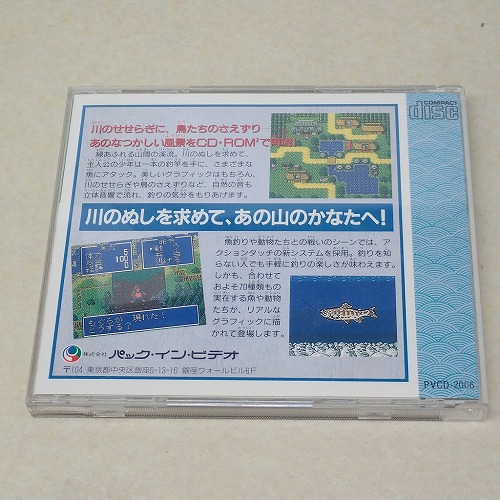 COMPACT
disc
川のせせらぎに、鳥たちのさえずり
あのなつかしい風景をCD・ROM²で再現
緑あふれる山間の渓流。川のぬしを求めて、
主人公の少年は一本の釣竿を手に、さまざまな
魚にアタック。美しいグラフィックはもちろん、
川のせせらぎや鳥のさえずりなど、自然の音も
立体音響で流れ、釣りの気分をもりあげます。
川のぬしを求めて、あの山のかなたへ!
魚釣りや動物たちとの戦いのシーンでは、ア
クションタッチの新システムを採用。釣りを知
らない人でも手軽に釣りの楽しさが味わえます。
しかも、合わせて
およそ70種類もの
実在する魚や動物
たちが、リアルな
グラフィックに描
かれて登場します。
現れた!
どうする?
株式会社 パック・イン・ビデオ
〒104 東京都中央区銀座6-13-16 銀座ウォールビル6F
PVCD-2006